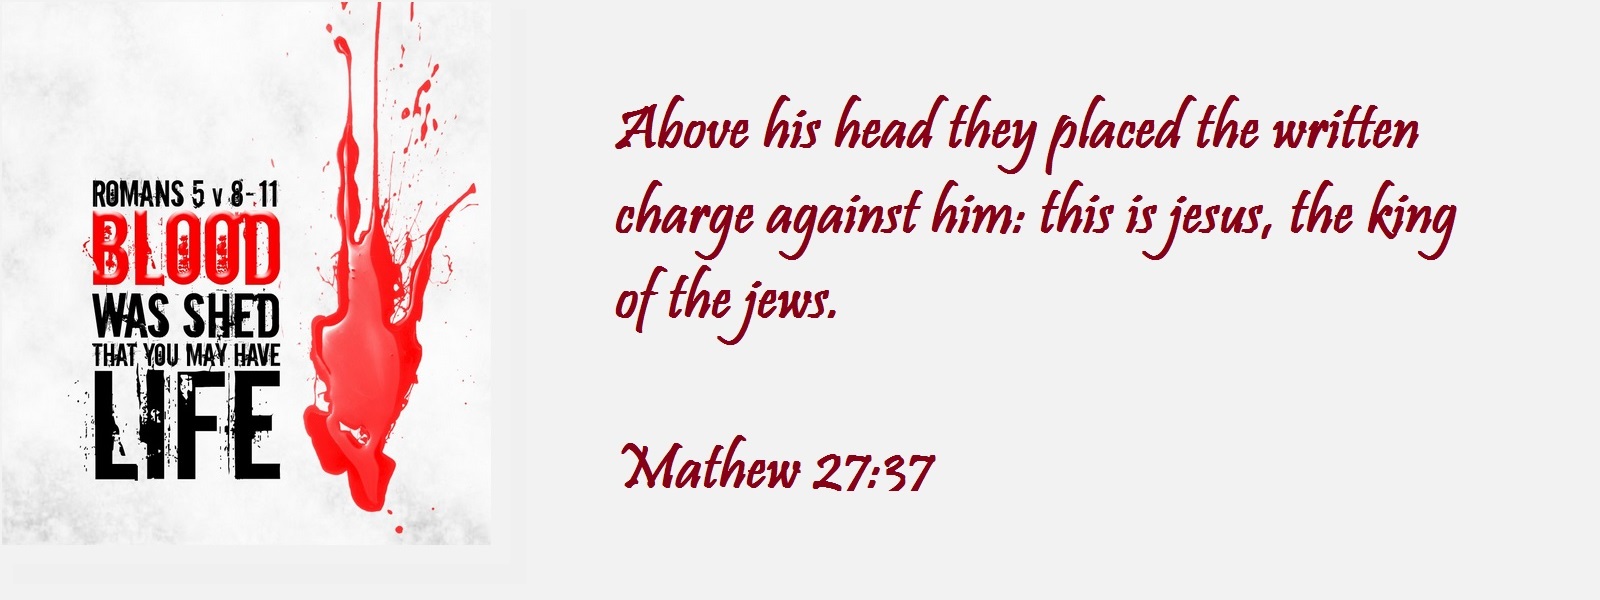 ROMANS 5 v 8-11
BLOOD
WAS SHED
THAT YOU MAY HAVE
LIFE
Above his head they placed the written
charge against him: this is jesus, the king
of the jews.
Mathew 27:37